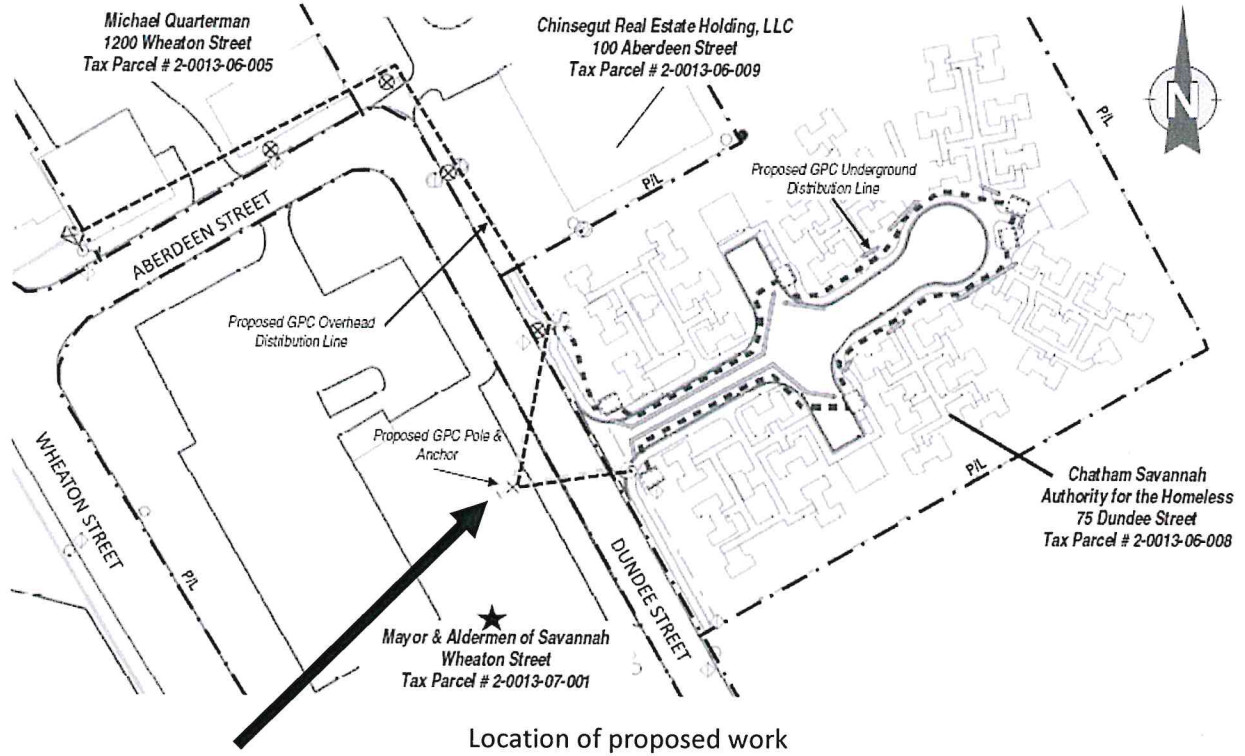 Michael Quarterman
1200 Wheaton Street
Tax Parcel # 2-0013-06-005
Chinsegut Real Estate Holding, LLC
100 Aberdeen Street
Tax Parcel # 2-0013-06-009
N
P/L
P/L
Proposed GPC Underground
Distribution Line
ABERDEEN STREET
Proposed GPC Overhead
Distribution Line
Proposed GPC Pole &
Anchor
WHEATON STREET
P/L
P/L
DUNDEE STREET
Chatham Savannah
Authority for the Homeless
75 Dundee Street
Tax Parcel # 2-0013-06-008
Mayor & Aldermen of Savannah
Wheaton Street
Tax Parcel # 2-0013-07-001
Location of proposed work